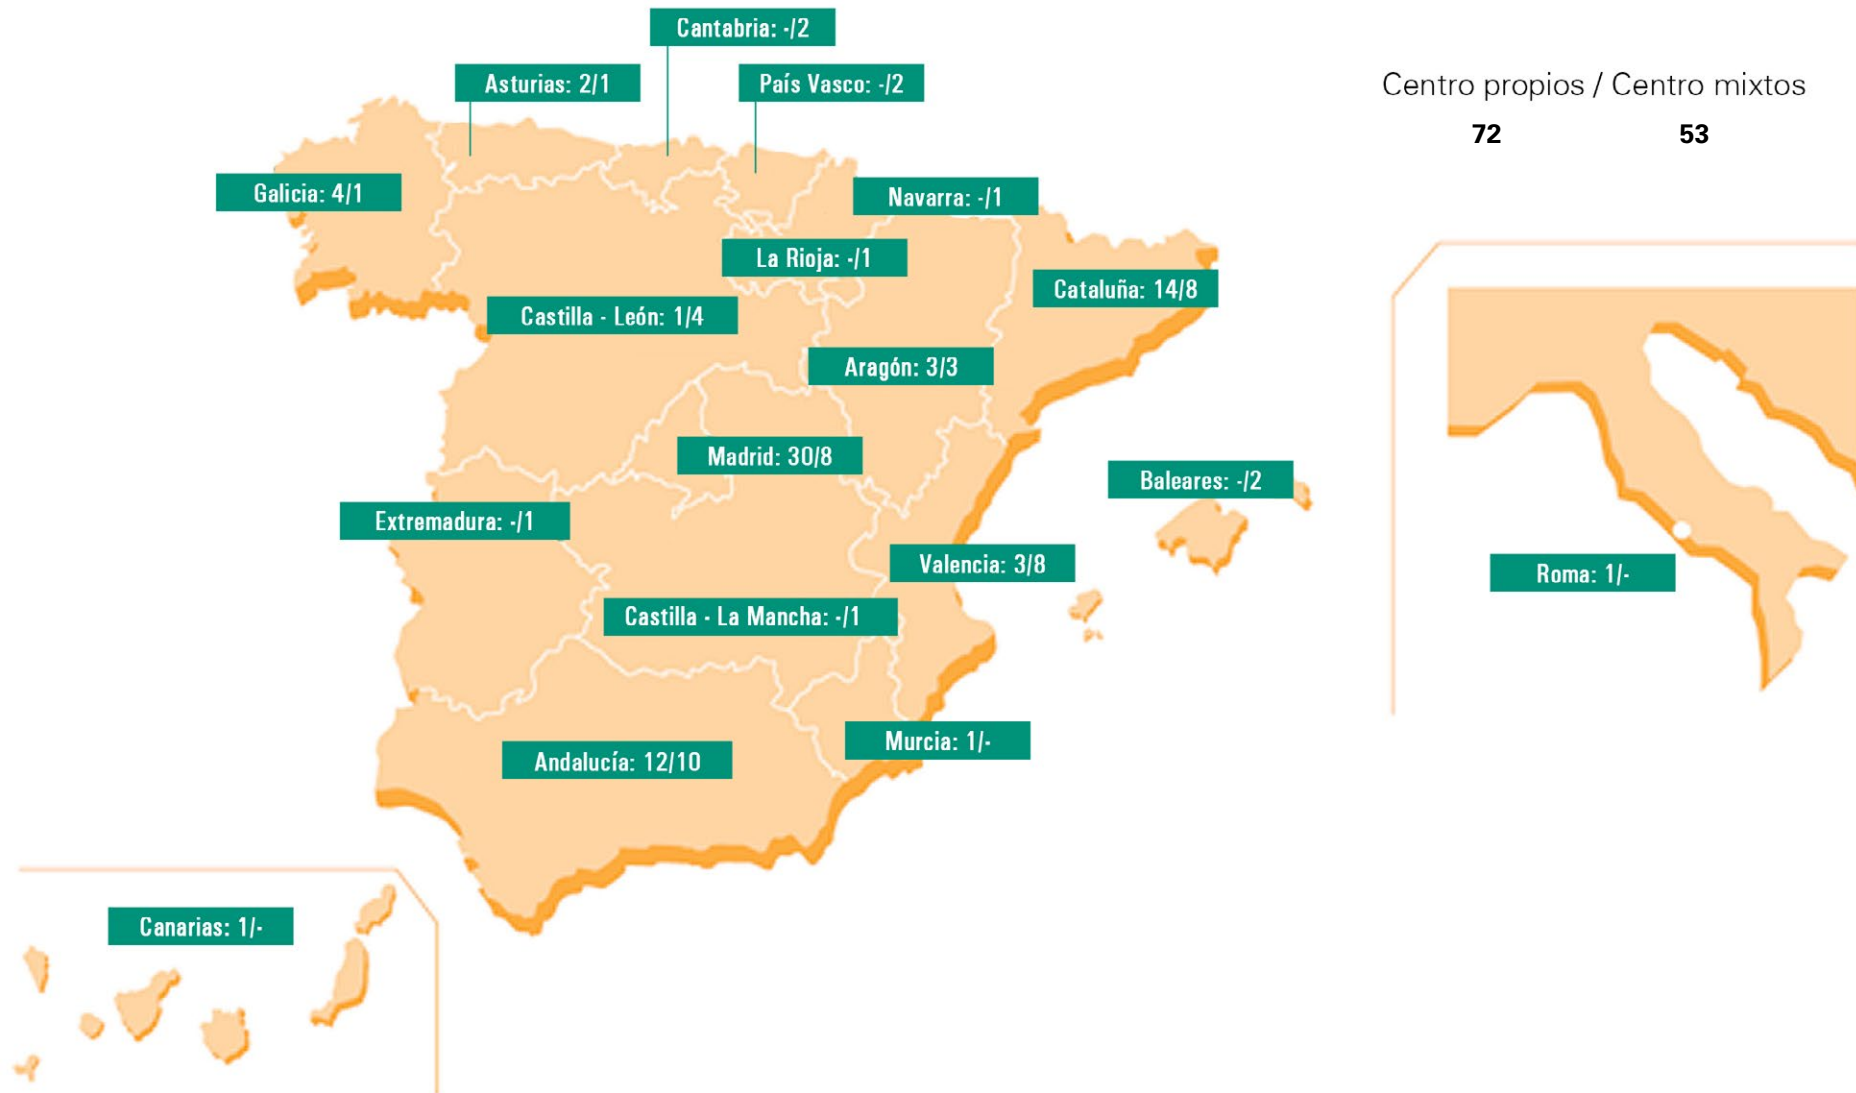 Cantabria: -/2
Asturias: 2/1
País Vasco: -/2
Centro propios / Centro mixtos
72 53
Galicia: 4/1
Navarra: -/1
La Rioja: -/1
Cataluña: 14/8
Castilla - León: 1/4
Aragón: 3/3
Madrid: 30/8
Baleares: -/2
Extremadura: -/1
Valencia: 3/8
Roma: 1/-
Castilla - La Mancha: -/1
Murcia: 1/-
Andalucía: 12/10
Canarias: 1/-